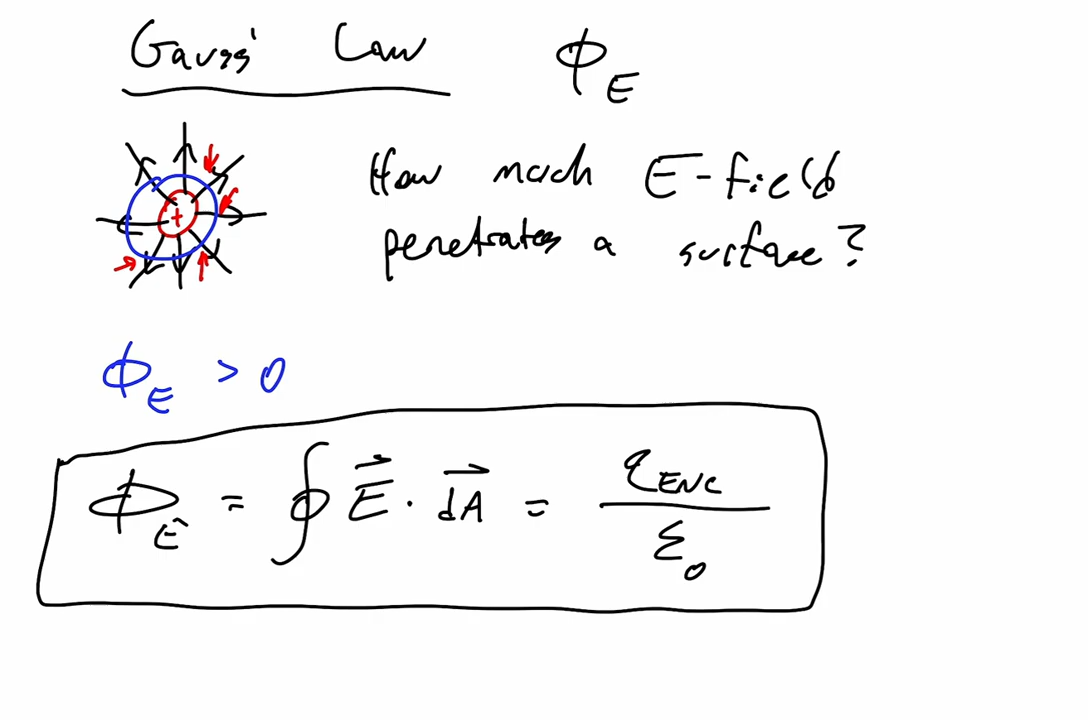 Gauss' Law Φ_E
+
How much E-field
penetrates a surface?
Φ_E > 0
Φ_E = ∮ E⃗ · dA⃗ = q_ENC / ε_0